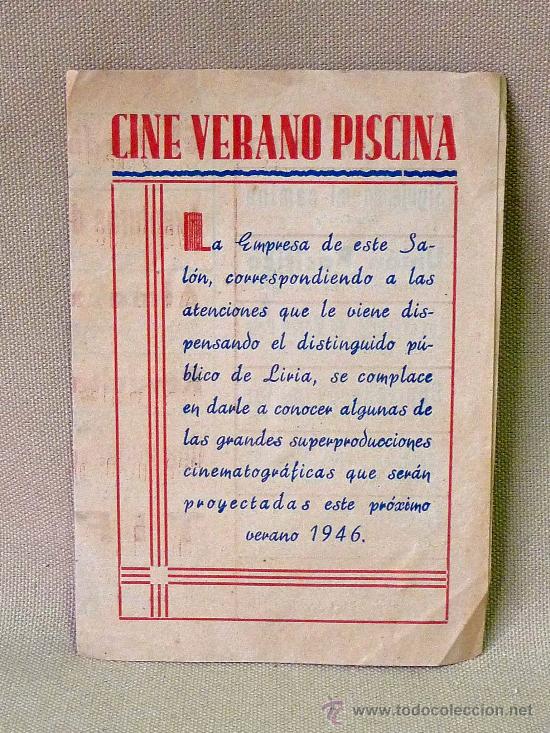 CINE VERANO PISCINA
La Empresa de este Sa-
lón, correspondiendo a las
atenciones que le viene dis-
pensando el distinguido pú-
blico de Liria, se complace
en darle a conocer algunas de
las grandes superproducciones
cinematográficas que serán
proyectadas este próximo
verano 1946.
www.todocoleccion.net